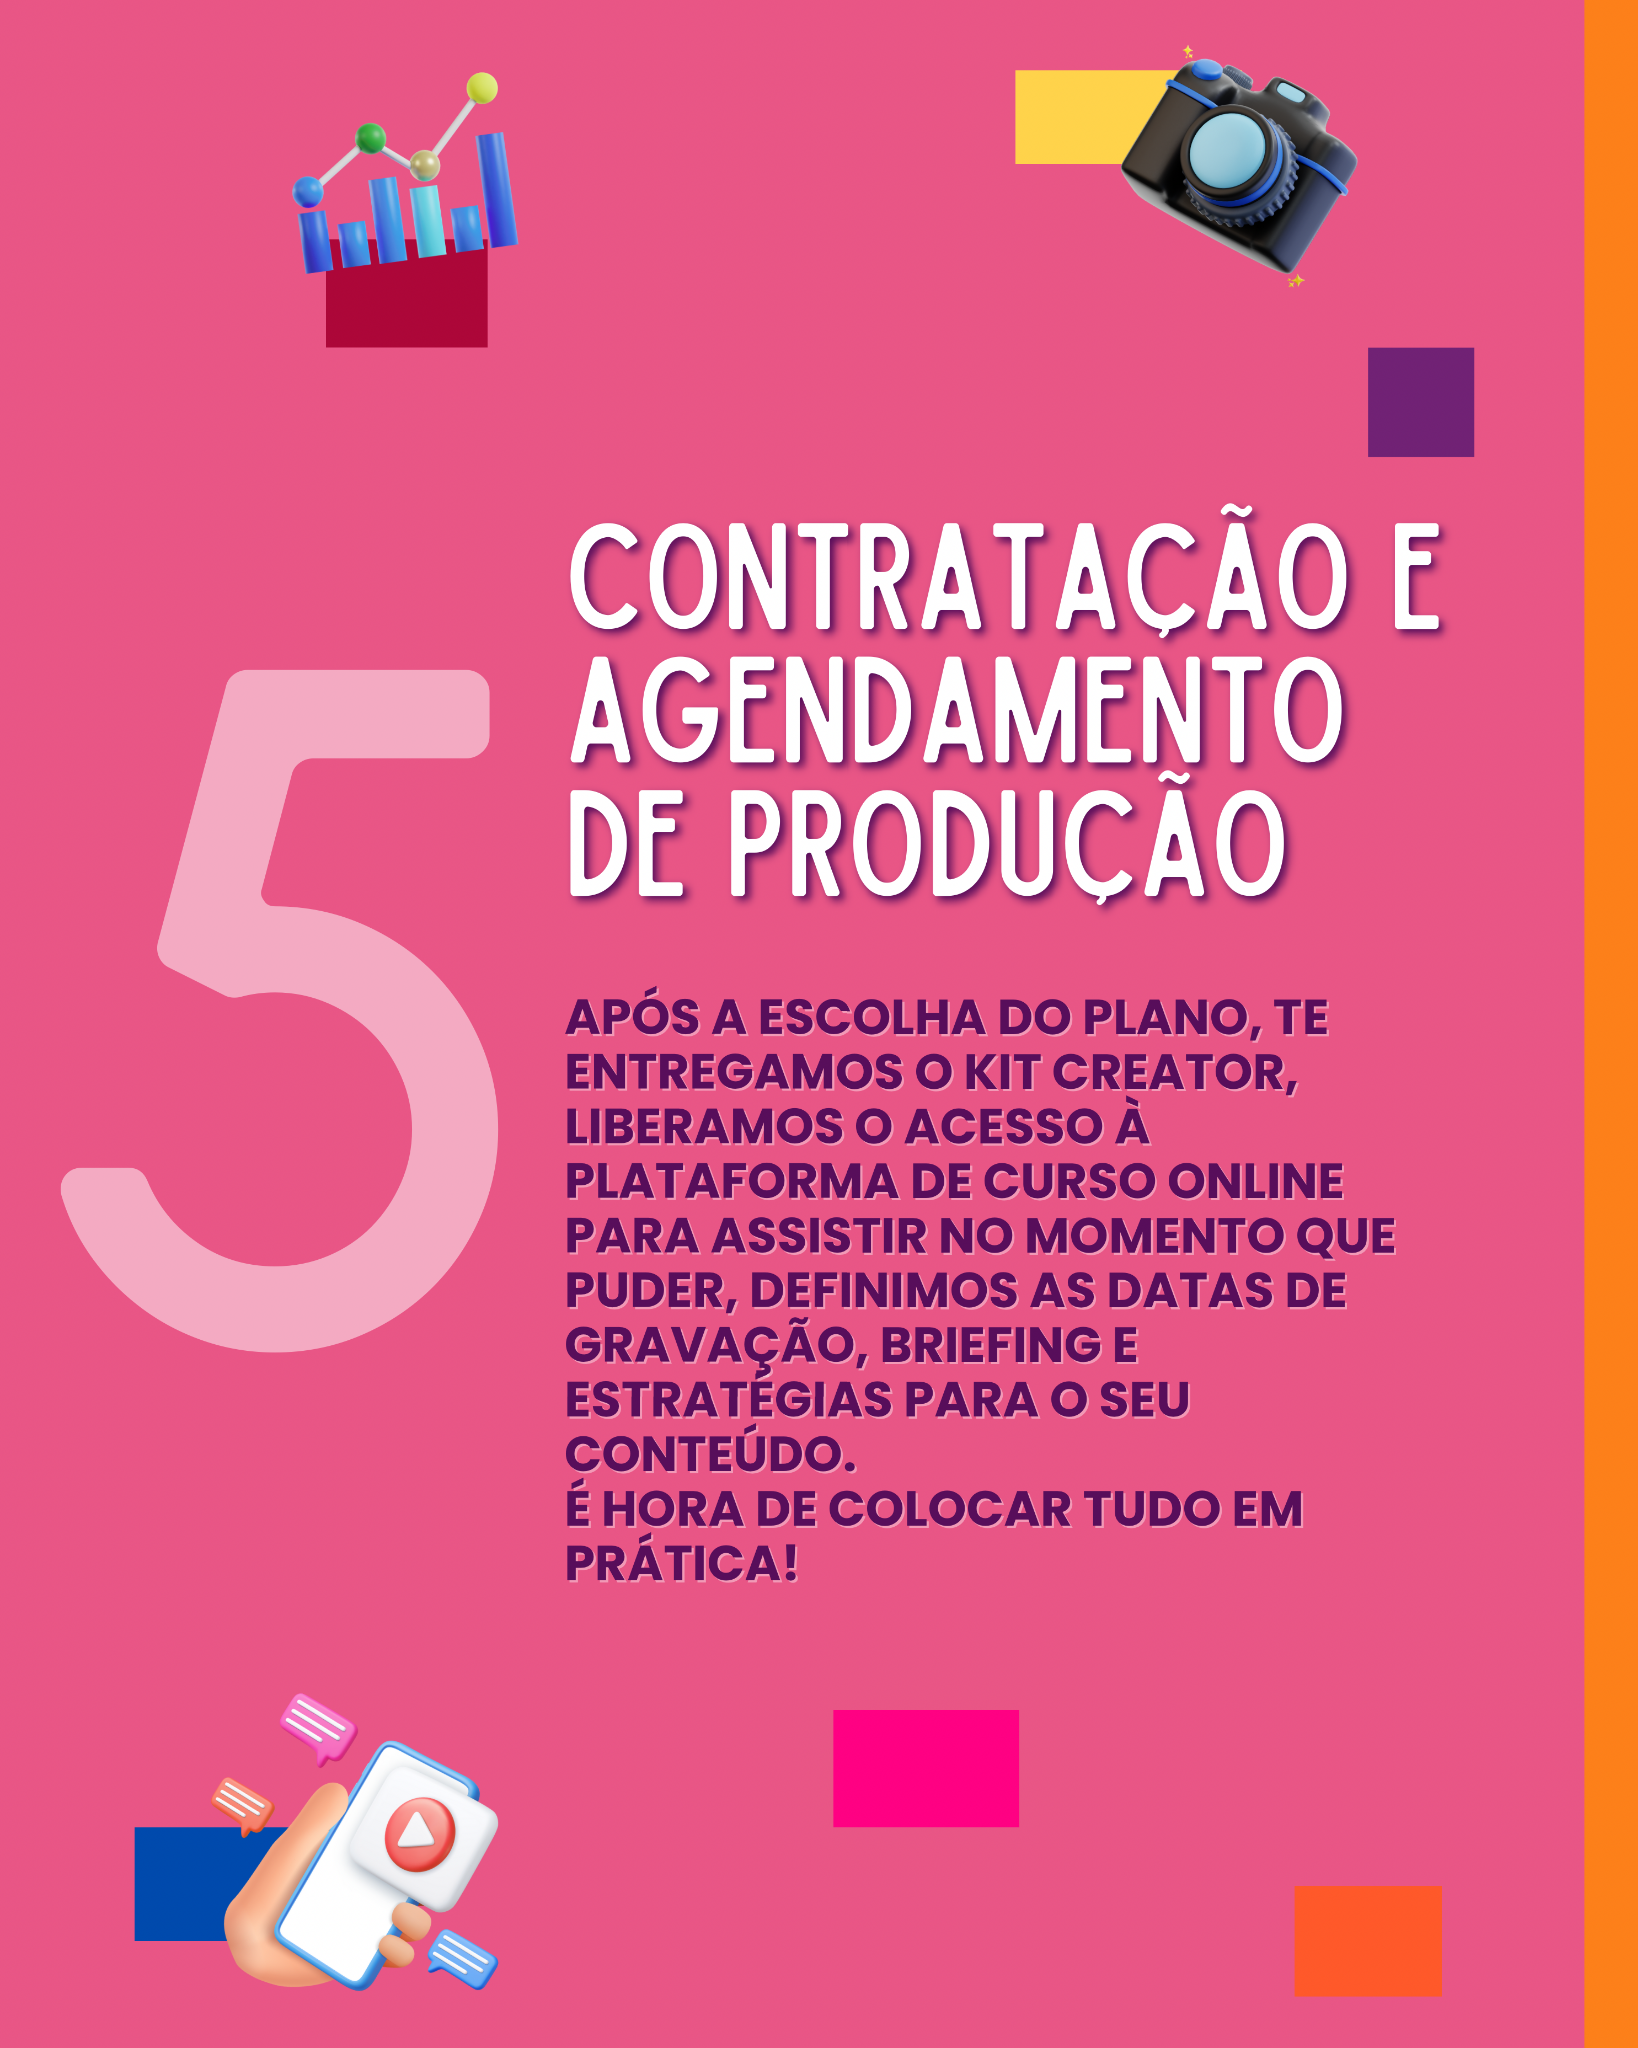 5
CONTRATAÇÃO E
AGENDAMENTO
DE PRODUÇÃO
APÓS A ESCOLHA DO PLANO, TE
ENTREGAMOS O KIT CREATOR,
LIBERAMOS O ACESSO À
PLATAFORMA DE CURSO ONLINE
PARA ASSISTIR NO MOMENTO QUE
PUDER, DEFINIMOS AS DATAS DE
GRAVAÇÃO, BRIEFING E
ESTRATÉGIAS PARA O SEU
CONTEÚDO.
É HORA DE COLOCAR TUDO EM
PRÁTICA!